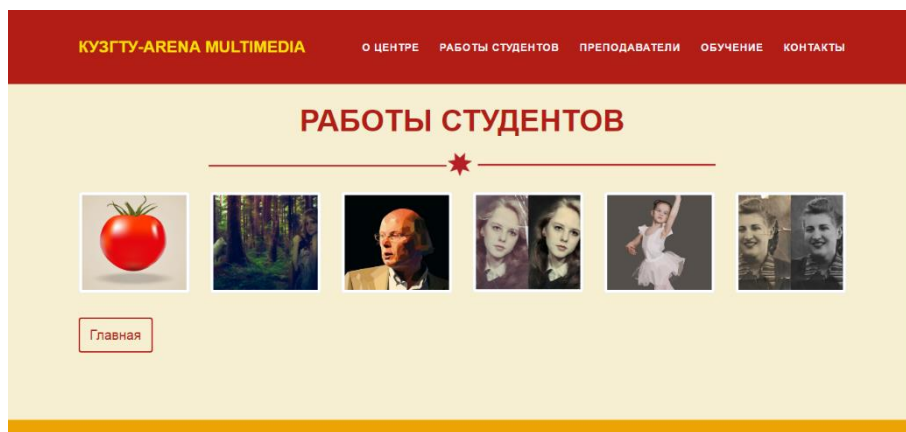 КУЗГТУ-ARENA MULTIMEDIA
О ЦЕНТРЕ РАБОТЫ СТУДЕНТОВ ПРЕПОДАВАТЕЛИ ОБУЧЕНИЕ КОНТАКТЫ
РАБОТЫ СТУДЕНТОВ
Главная